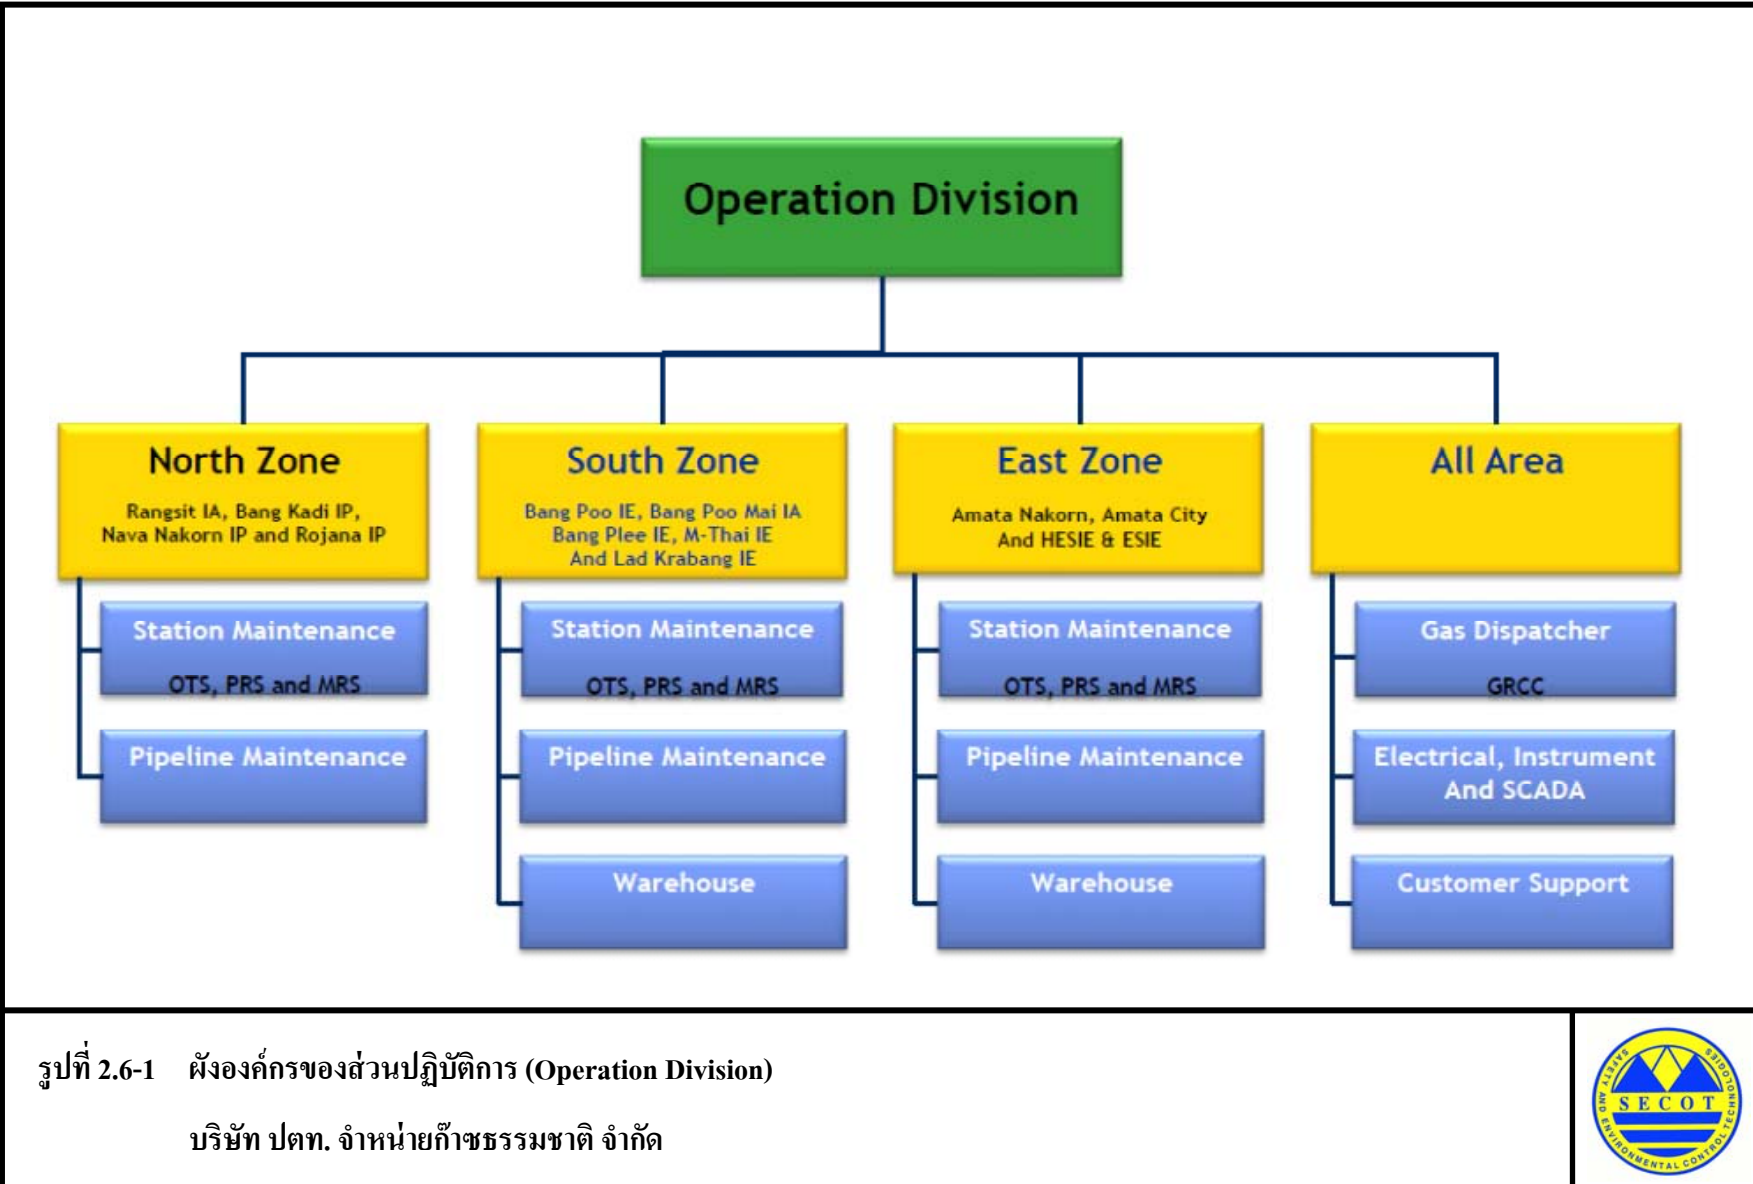 Operation Division
North Zone
Rangsit IA, Bang Kadi IP,
Nava Nakorn IP and Rojana IP
South Zone
Bang Poo IE, Bang Poo Mai IA
Bang Plee IE, M-Thai IE
And Lad Krabang IE
East Zone
Amata Nakorn, Amata City
And HESIE & ESIE
All Area
Station Maintenance
OTS, PRS and MRS
Pipeline Maintenance
Station Maintenance
OTS, PRS and MRS
Pipeline Maintenance
Warehouse
Station Maintenance
OTS, PRS and MRS
Pipeline Maintenance
Warehouse
Gas Dispatcher
GRCC
Electrical, Instrument
And SCADA
Customer Support
รูปที่ 2.6-1 ผังองค์กรของส่วนปฏิบัติการ (Operation Division)
บริษัท ปตท. จำหน่ายก๊าซธรรมชาติ จำกัด
SECOT
SAFETY AND ENVIRONMENTAL CONTROL TECHNOLOGIES